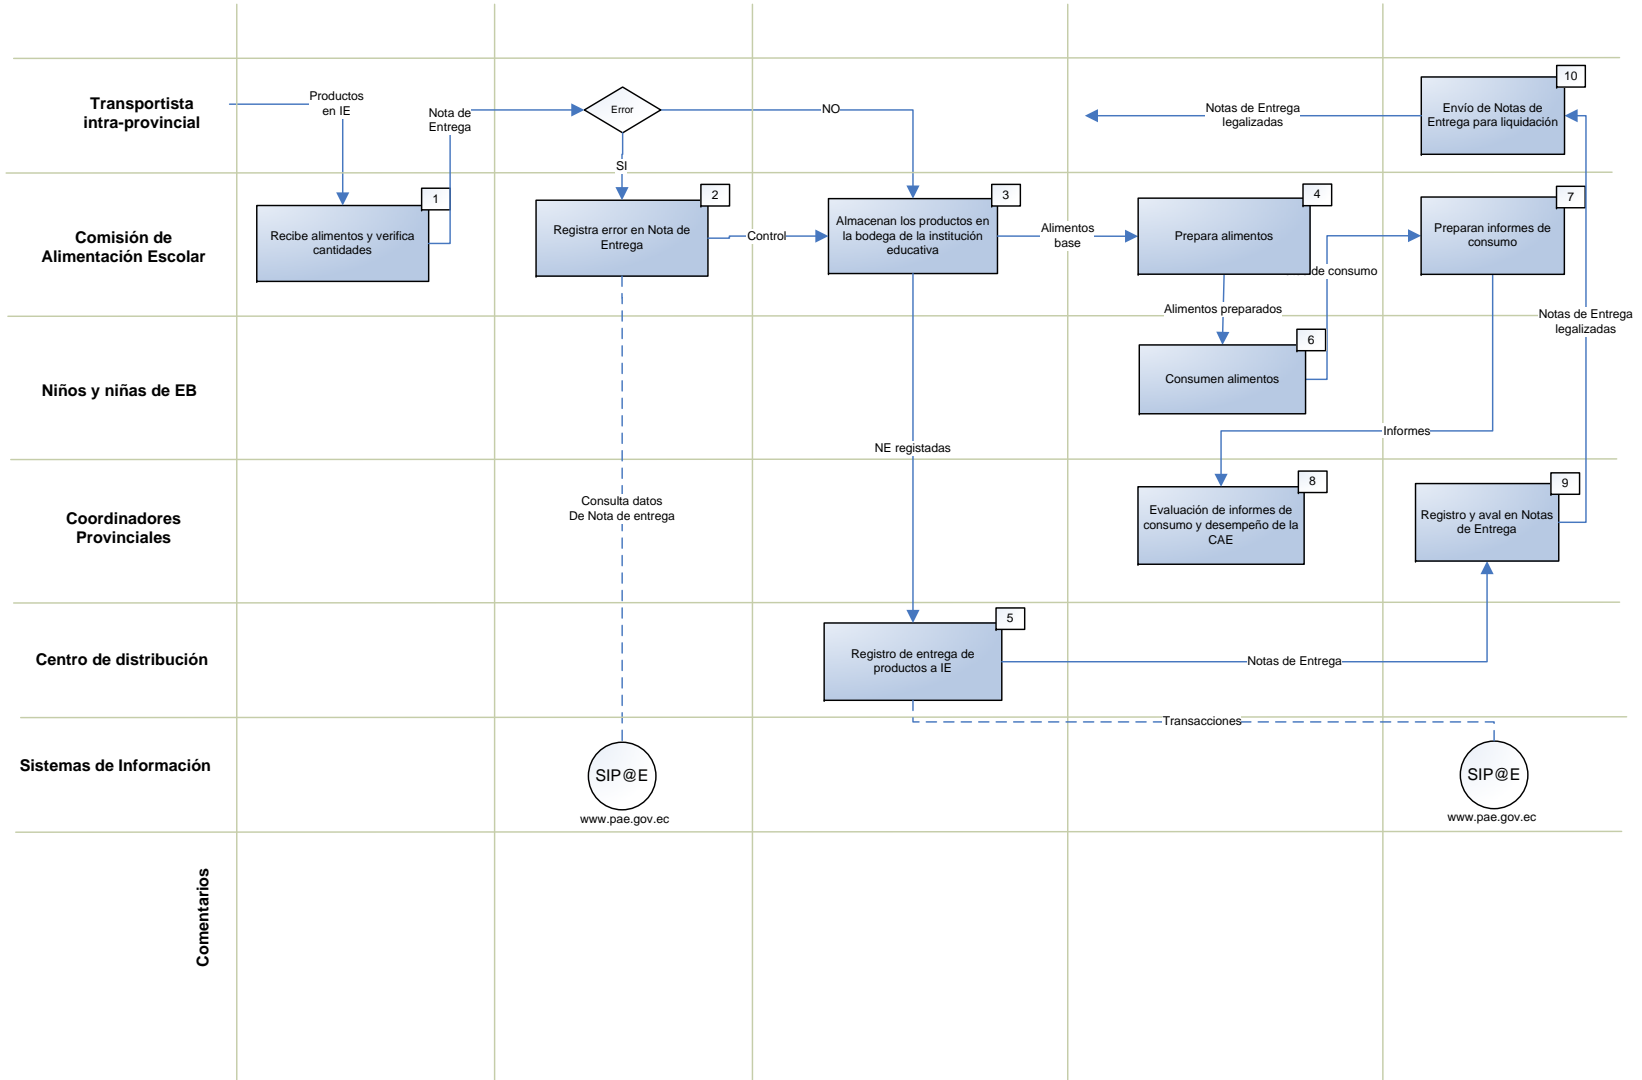 Transportista
intra-provincial
Productos
en IE
Nota de
Entrega
Error
NO
SI
Notas de Entrega
legalizadas
10
Envío de Notas de
Entrega para liquidación
Comisión de
Alimentación Escolar
1
Recibe alimentos y verifica
cantidades
2
Registra error en Nota de
Entrega
Control
3
Almacenan los productos en
la bodega de la institución
educativa
Alimentos
base
4
Prepara alimentos
de consumo
7
Preparan informes de
consumo
Alimentos preparados
Notas de Entrega
legalizadas
Niños y niñas de EB
6
Consumen alimentos
Informes
NE registadas
Coordinadores
Provinciales
Consulta datos
De Nota de entrega
8
Evaluación de informes de
consumo y desempeño de la
CAE
9
Registro y aval en Notas
de Entrega
Centro de distribución
5
Registro de entrega de
productos a IE
Notas de Entrega
Transacciones
Sistemas de Información
SIP@E
www.pae.gov.ec
SIP@E
www.pae.gov.ec
Comentarios